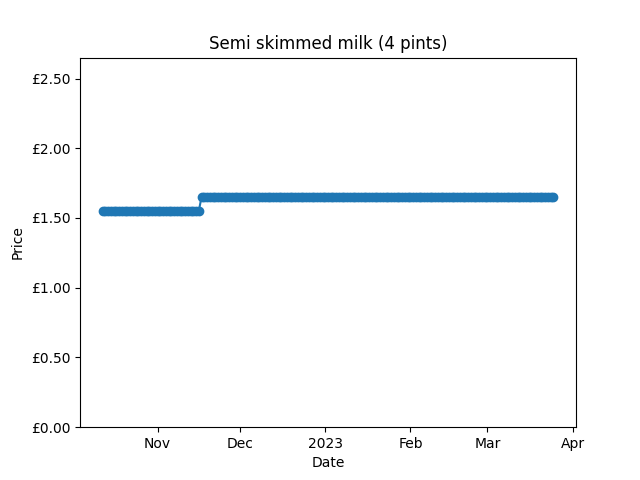 Semi skimmed milk (4 pints)
£2.50
£2.00
£1.50
£1.00
£0.50
£0.00
Price
Nov Dec 2023 Feb Mar Apr
Date